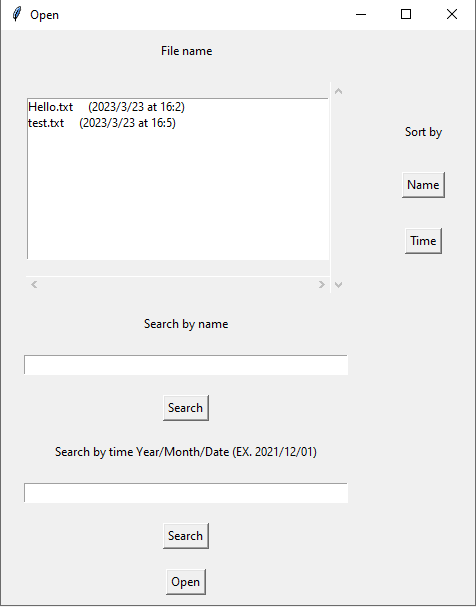 Open
File name
Hello.txt (2023/3/23 at 16:2)
test.txt (2023/3/23 at 16:5)
Sort by
Name
Time
Search by name
Search
Search by time Year/Month/Date (EX. 2021/12/01)
Search
Open